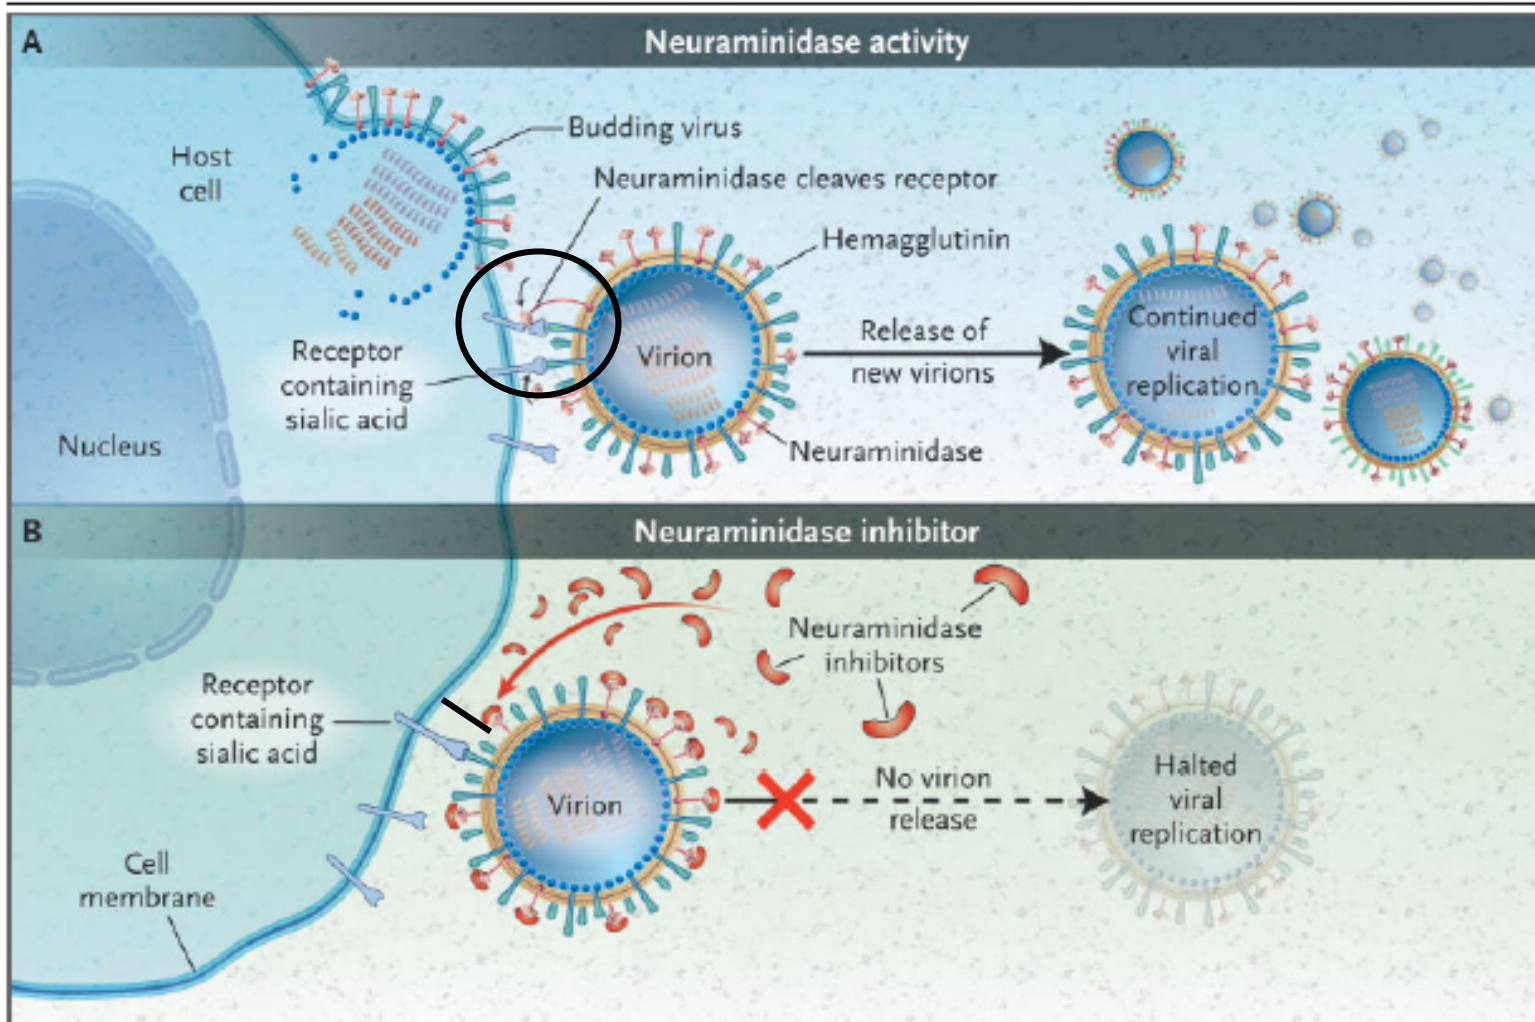 A
Neuraminidase activity
Budding virus
Host
cell
Neuraminidase cleaves receptor
Hemagglutinin
Receptor
containing
sialic acid
Virion
Release of
new virions
Continued
viral
replication
Nucleus
Neuraminidase
B
Neuraminidase inhibitor
Neuraminidase
inhibitors
Receptor
containing
sialic acid
Virion
No virion
release
Halted
viral
replication
Cell
membrane